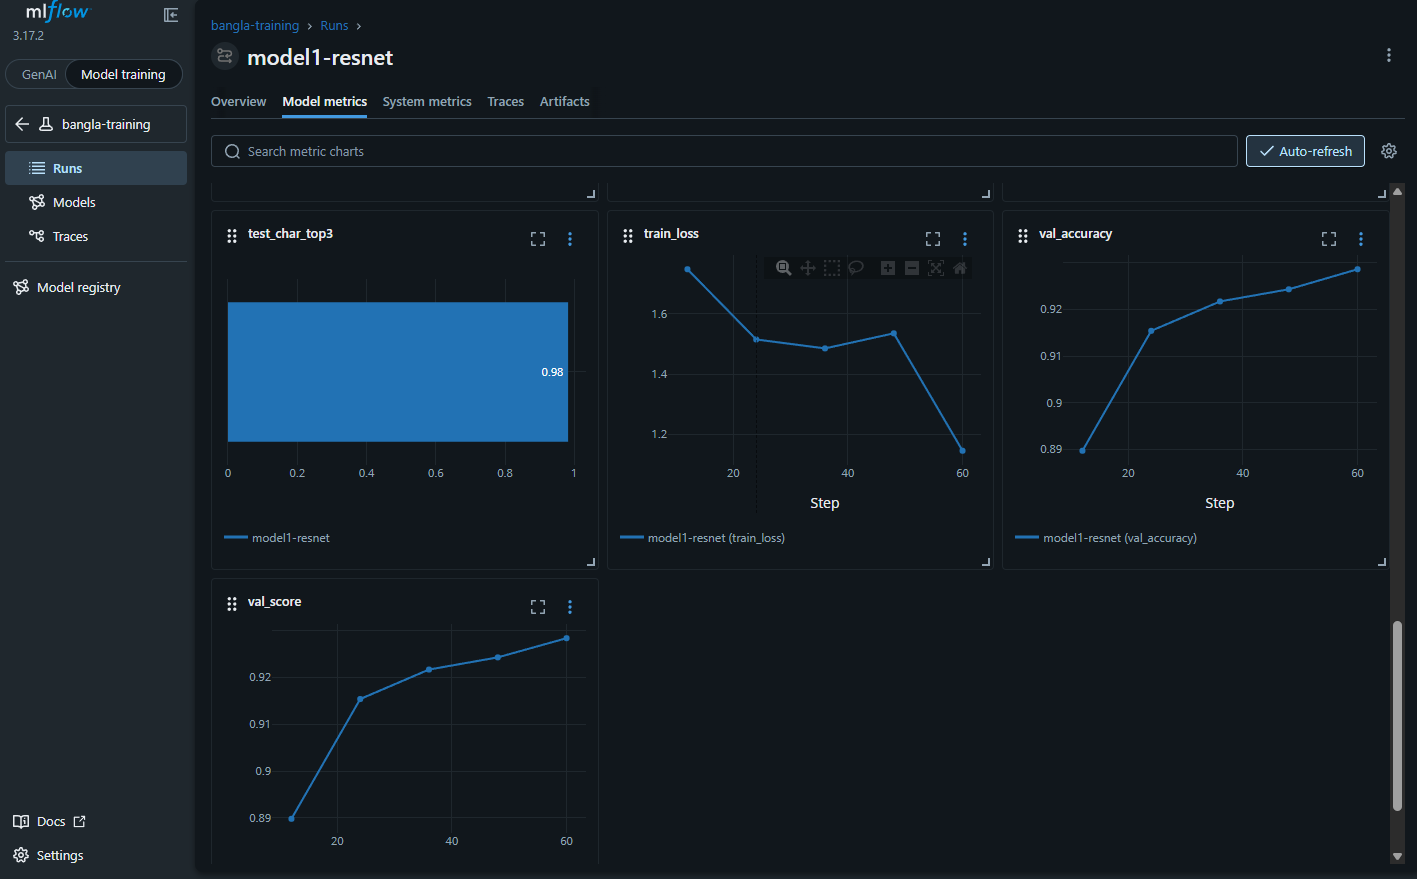 mlflow
3.17.2
GenAI
Model training
bangla-training
Runs
Models
Traces
Model registry
Docs
Settings
bangla-training > Runs >
model1-resnet
Overview Model metrics System metrics Traces Artifacts
Search metric charts
Auto-refresh
test_char_top3
0.98
0 0.2 0.4 0.6 0.8 1
model1-resnet
train_loss
1.6
1.4
1.2
20 40 60
Step
model1-resnet (train_loss)
val_accuracy
0.92
0.91
0.9
0.89
20 40 60
Step
model1-resnet (val_accuracy)
val_score
0.92
0.91
0.9
0.89
20 40 60